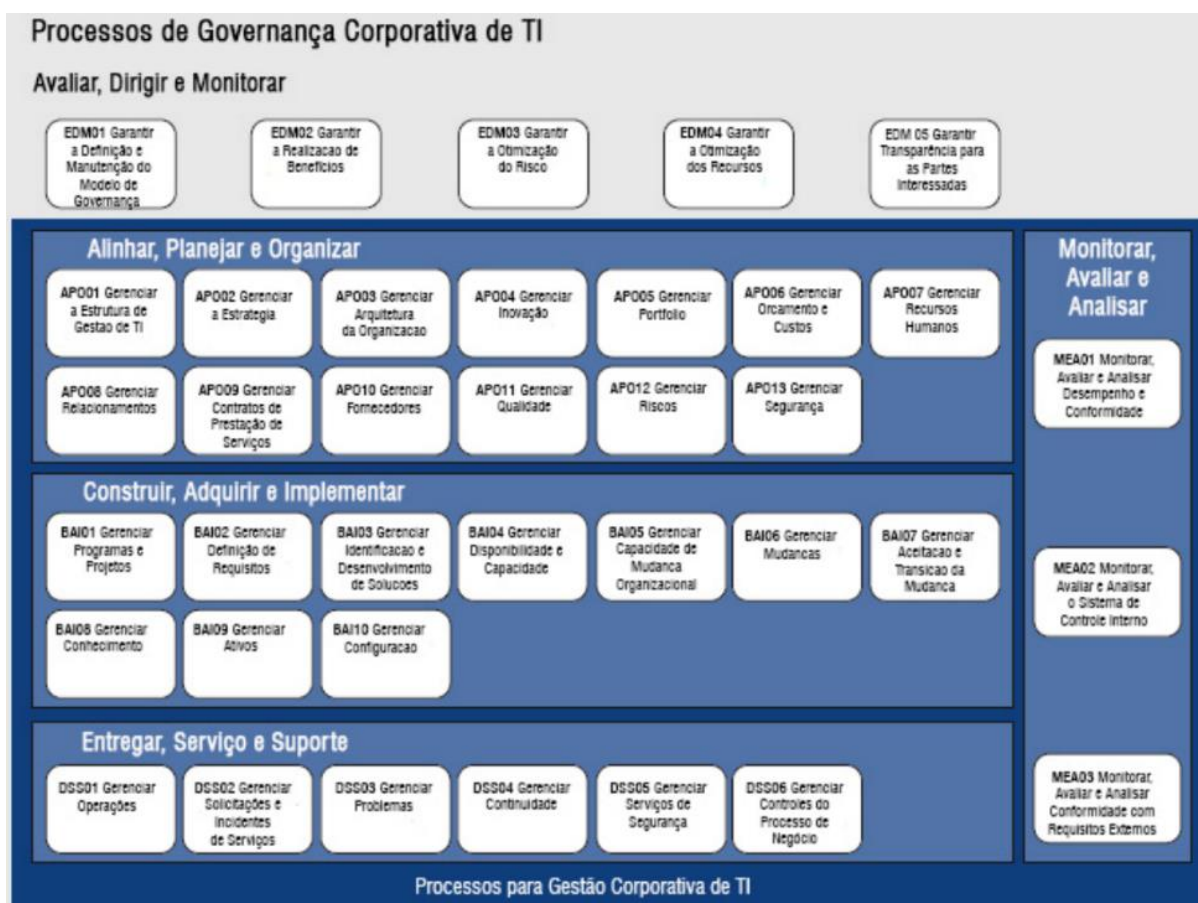 Processos de Governança Corporativa de TI
Avaliar, Dirigir e Monitorar
EDM01 Garantir
a Definição e
Manutenção do
Modelo de
Governança
EDM02 Garantir
a Realizacao de
Benefícios
EDM03 Garantir
a Otimização
do Risco
EDM04 Garantir
a Otimização
dos Recursos
EDM 05 Garantir
Transparência para
as Partes
Interessadas
Alinhar, Planejar e Organizar
APO01 Gerenciar
a Estrutura de
Gestao de TI
APO02 Gerenciar
a Estrategia
APO03 Gerenciar
Arquitetura
da Organizacao
APO04 Gerenciar
Inovação
APO05 Gerenciar
Portfolio
APO06 Gerenciar
Orcamento e
Custos
APO07 Gerenciar
Recursos
Humanos
APO08 Gerenciar
Relacionamentos
APO09 Gerenciar
Contratos de
Prestação de
Serviços
APO10 Gerenciar
Fornecedores
APO11 Gerenciar
Qualidade
APO12 Gerenciar
Riscos
APO13 Gerenciar
Segurança
Construir, Adquirir e Implementar
BAI01 Gerenciar
Programas e
Projetos
BAI02 Gerenciar
Definição de
Requisitos
BAI03 Gerenciar
Identificacao e
Desenvolvimento
de Solucoes
BAI04 Gerenciar
Disponibilidade e
Capacidade
BAI05 Gerenciar
Capacidade de
Mudança
Organizacional
BAI06 Gerenciar
Mudancas
BAI07 Gerenciar
Aceitacao e
Transicao da
Mudanca
BAI08 Gerenciar
Conhecimento
BAI09 Gerenciar
Ativos
BAI10 Gerenciar
Configuracao
Entregar, Serviço e Suporte
DSS01 Gerenciar
Operações
DSS02 Gerenciar
Solicitações e
Incidentes
de Serviços
DSS03 Gerenciar
Problemas
DSS04 Gerenciar
Continuidade
DSS05 Gerenciar
Serviços de
Segurança
DSS06 Gerenciar
Controles do
Processo de
Negócio
Monitorar,
Avaliar e
Analisar
MEA01 Monitorar,
Avaliar e Analisar
Desempenho e
Conformidade
MEA02 Monitorar,
Avaliar e Analisar
o Sistema de
Controle Interno
MEA03 Monitorar,
Avaliar e Analisar
Conformidade com
Requisitos Externos
Processos para Gestão Corporativa de TI